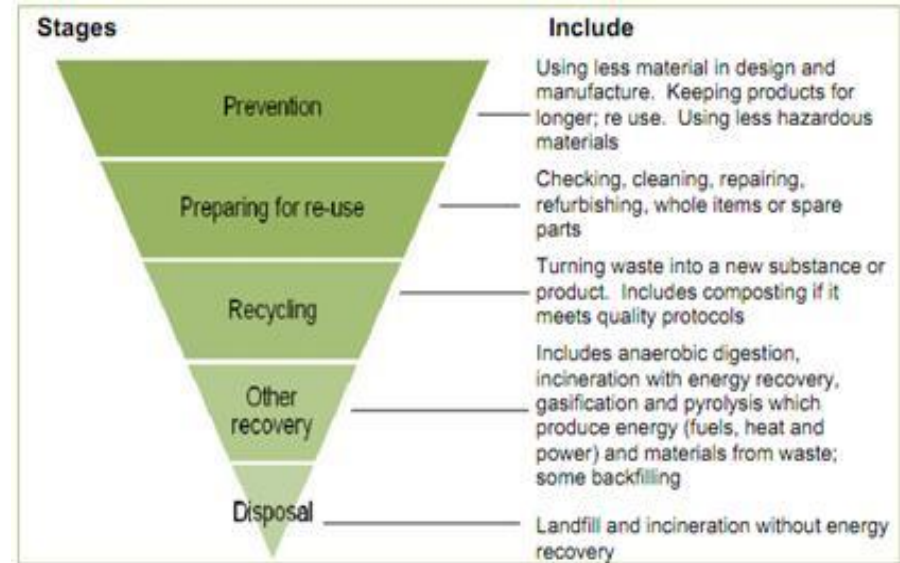 Stages
Include
Prevention
Using less material in design and
manufacture. Keeping products for
longer; re use. Using less hazardous
materials
Preparing for re-use
Checking, cleaning, repairing,
refurbishing, whole items or spare
parts
Recycling
Turning waste into a new substance or
product. Includes composting if it
meets quality protocols
Other
recovery
Includes anaerobic digestion,
incineration with energy recovery,
gasification and pyrolysis which
produce energy (fuels, heat and
power) and materials from waste;
some backfilling
Disposal
Landfill and incineration without energy
recovery